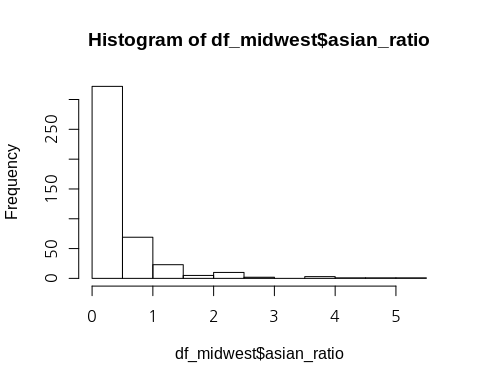 Histogram of df_midwest$asian_ratio
Frequency
250
150
50
0
0 1 2 3 4 5
df_midwest$asian_ratio